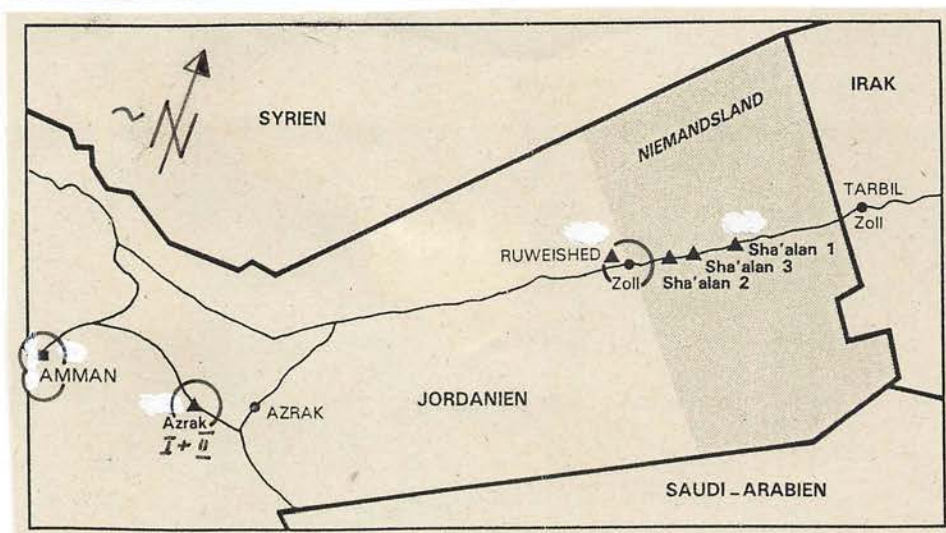 SYRIEN
IRAK
N
NIEMANDSLAND
TARBIL
Zoll
RUWEISHED
Zoll
Sha'alan 1
Sha'alan 3
Sha'alan 2
AMMAN
AZRAK
Azrak
I + II
JORDANIEN
SAUDI - ARABIEN